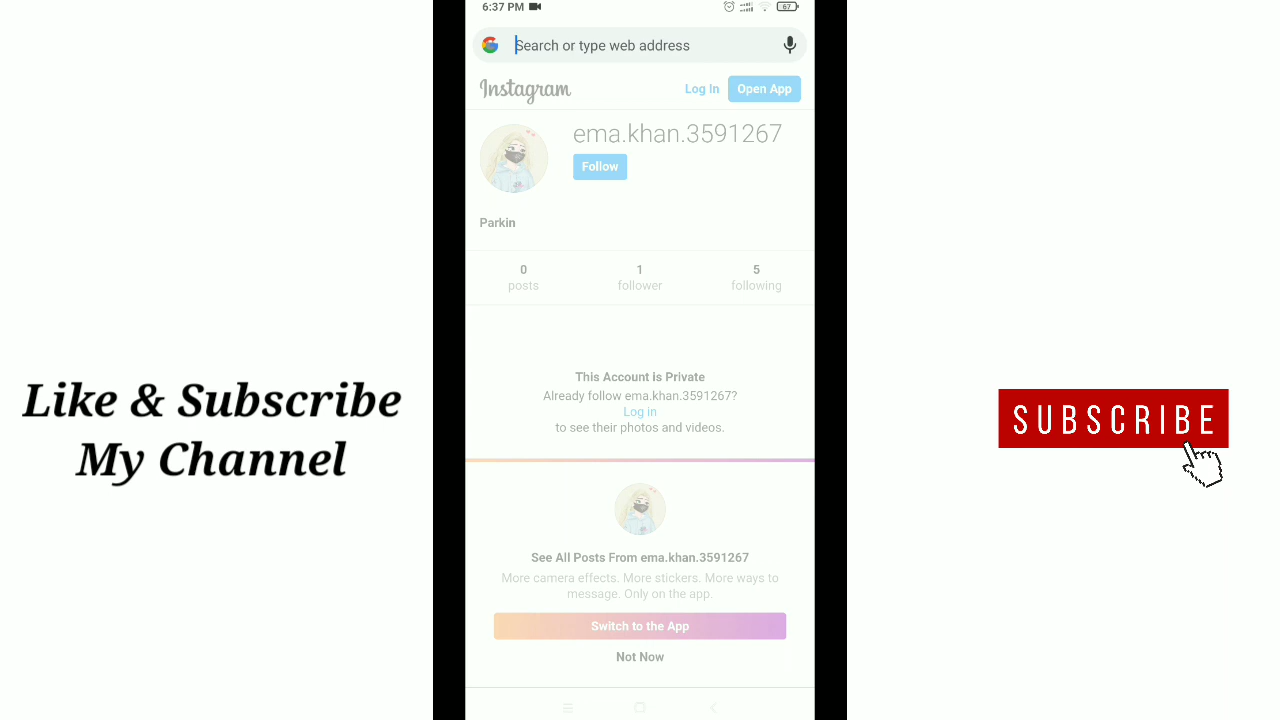 6:37 PM
67
Search or type web address
Instagram
Log In
Open App
ema.khan.3591267
Follow
Parkin
0
posts
1
follower
5
following
This Account is Private
Already follow ema.khan.3591267?
Log in
to see their photos and videos.
See All Posts From ema.khan.3591267
More camera effects. More stickers. More ways to
message. Only on the app.
Switch to the App
Not Now
Like & Subscribe
My Channel
SUBSCRIBE